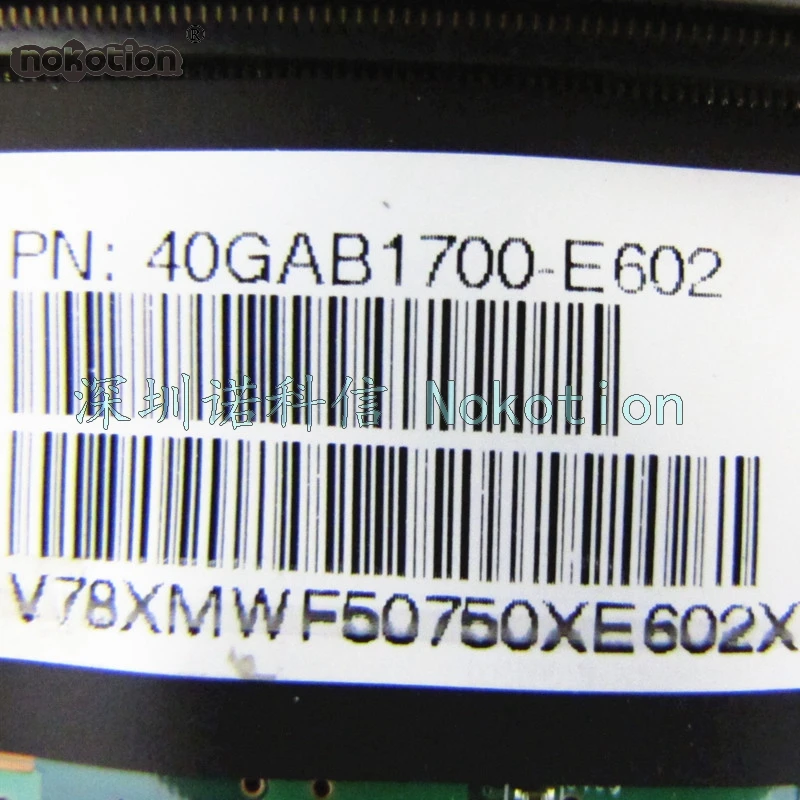 nokotion®
PN: 40GAB1700-E602
深圳诺科信 Nokotion
V78XMWF50750XE602X